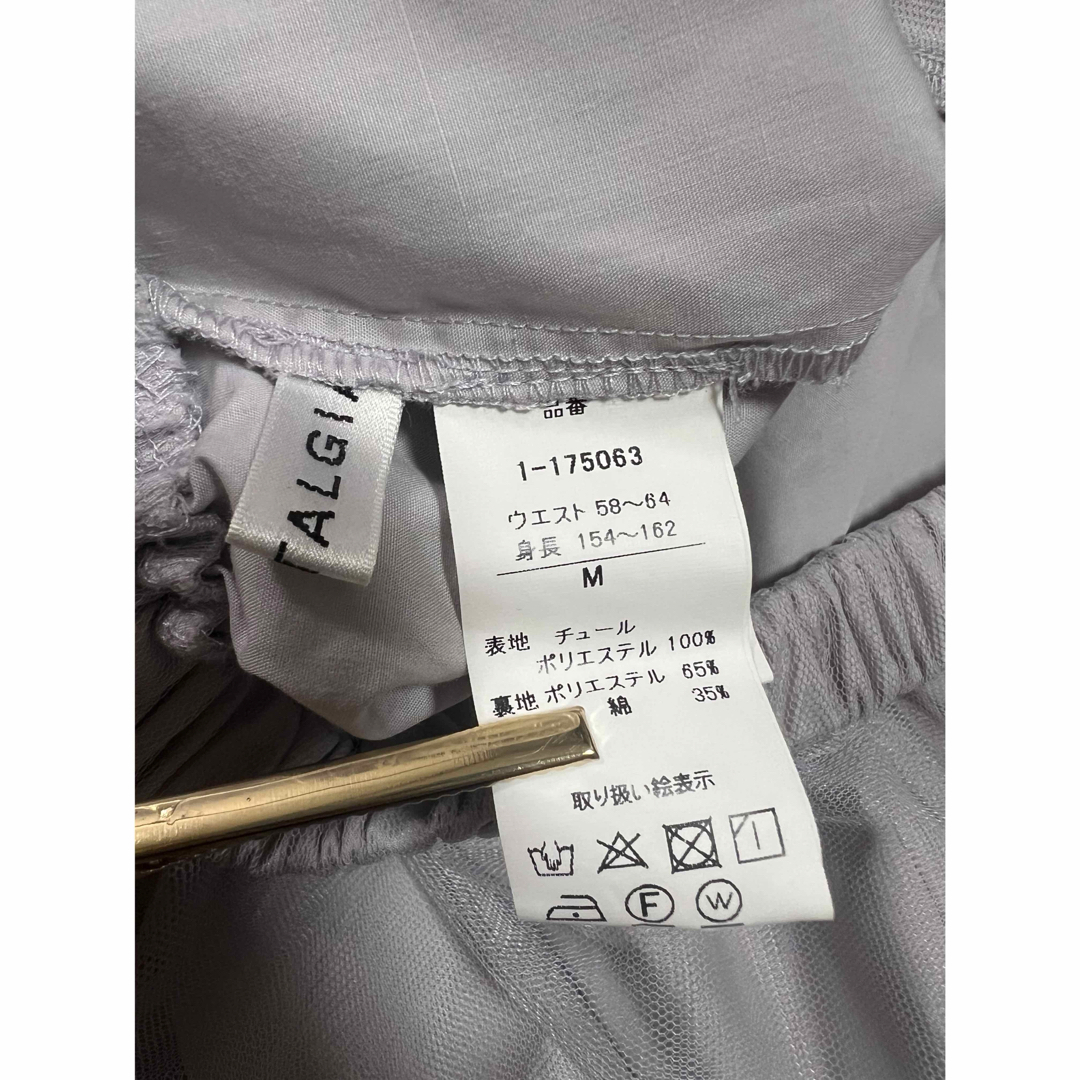 TALGIA
品番
1-175063
ウエスト 58～64
身長 154～162
M
表地 チュール
ポリエステル 100%
裏地 ポリエステル 65%
綿 35%
取り扱い絵表示
F W